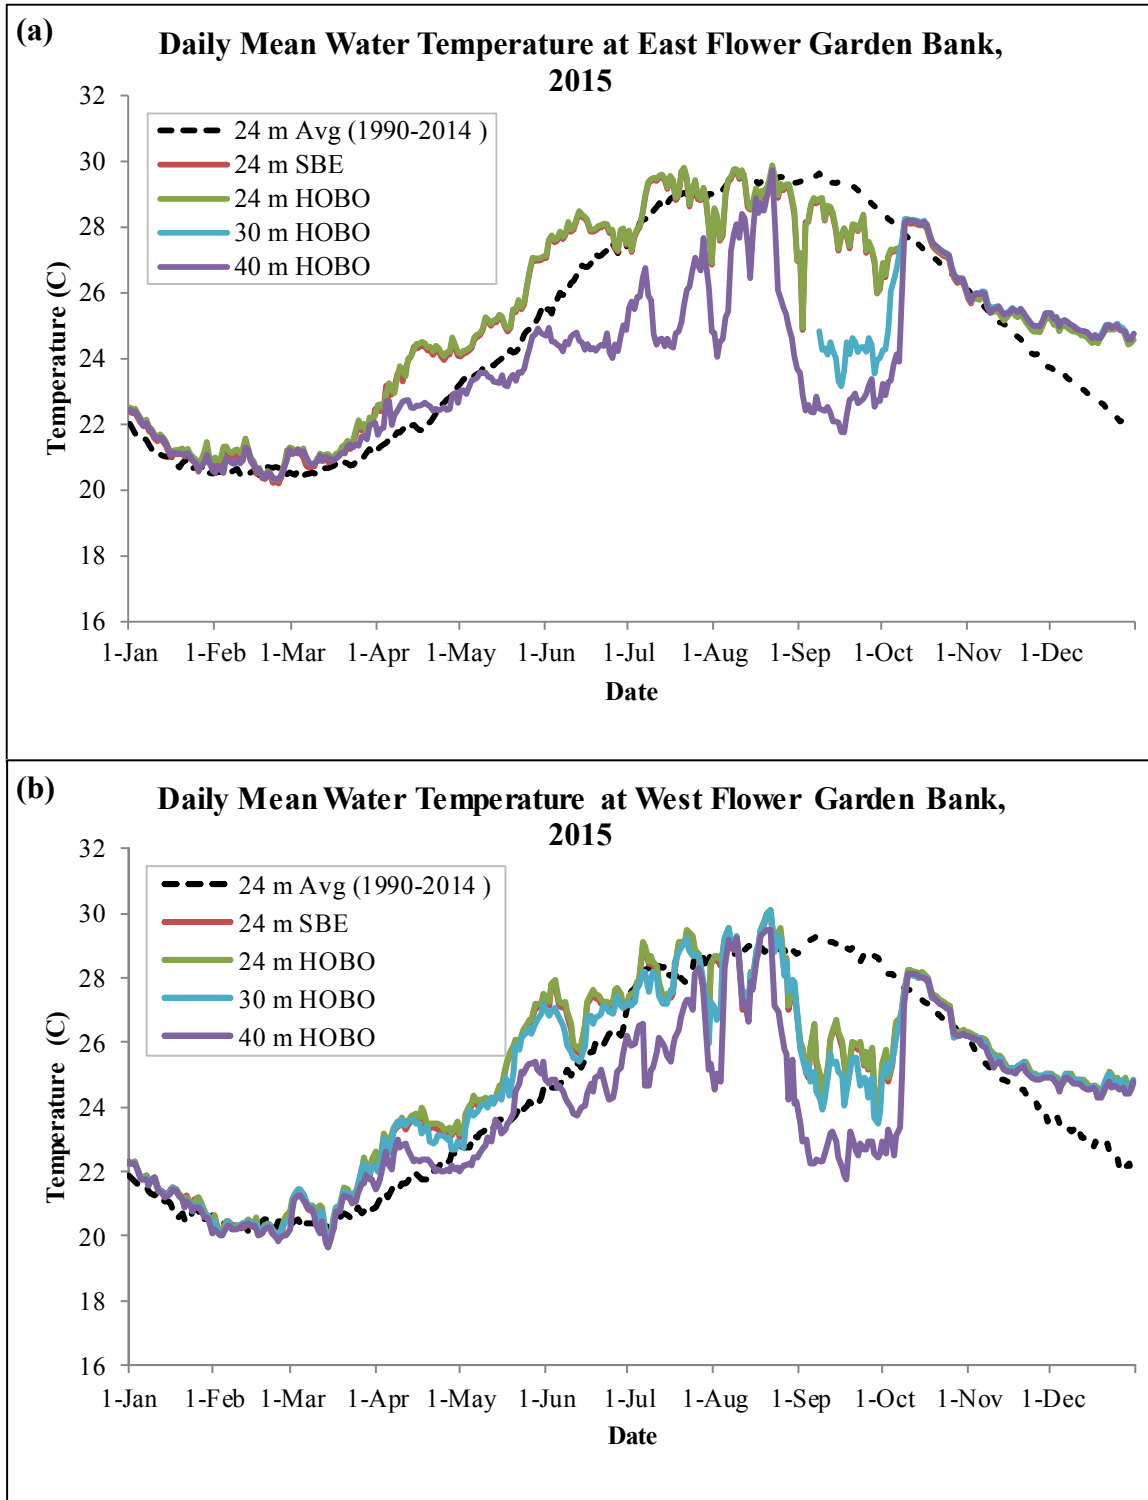 (a)
Daily Mean Water Temperature at East Flower Garden Bank,
2015
32
30
28
26
24
22
20
18
16
Temperature (C)
24 m Avg (1990-2014 )
24 m SBE
24 m HOBO
30 m HOBO
40 m HOBO
1-Jan 1-Feb 1-Mar 1-Apr 1-May 1-Jun 1-Jul 1-Aug 1-Sep 1-Oct 1-Nov 1-Dec
Date
(b)
Daily Mean Water Temperature at West Flower Garden Bank,
2015
32
30
28
26
24
22
20
18
16
Temperature (C)
24 m Avg (1990-2014 )
24 m SBE
24 m HOBO
30 m HOBO
40 m HOBO
1-Jan 1-Feb 1-Mar 1-Apr 1-May 1-Jun 1-Jul 1-Aug 1-Sep 1-Oct 1-Nov 1-Dec
Date